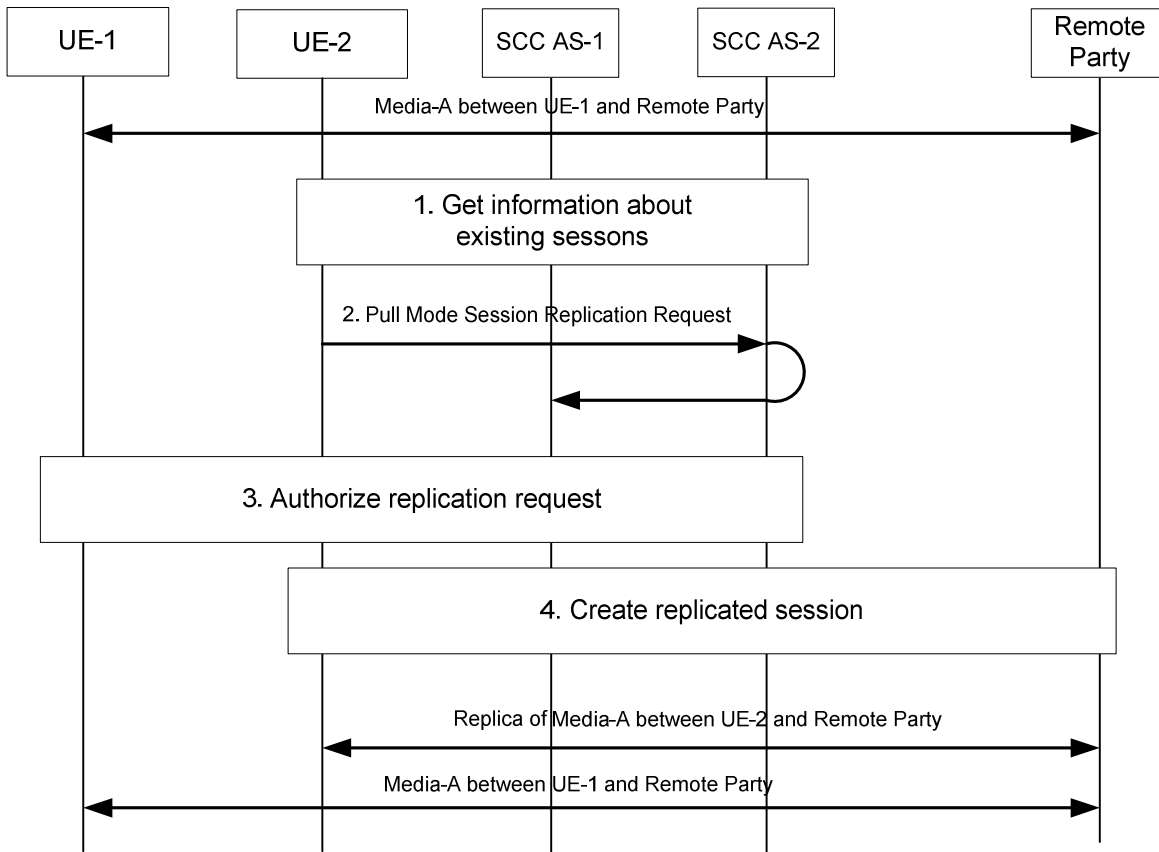 UE-1
UE-2
SCC AS-1
SCC AS-2
Remote
Party
Media-A between UE-1 and Remote Party
1. Get information about
existing sessons
2. Pull Mode Session Replication Request
3. Authorize replication request
4. Create replicated session
Replica of Media-A between UE-2 and Remote Party
Media-A between UE-1 and Remote Party